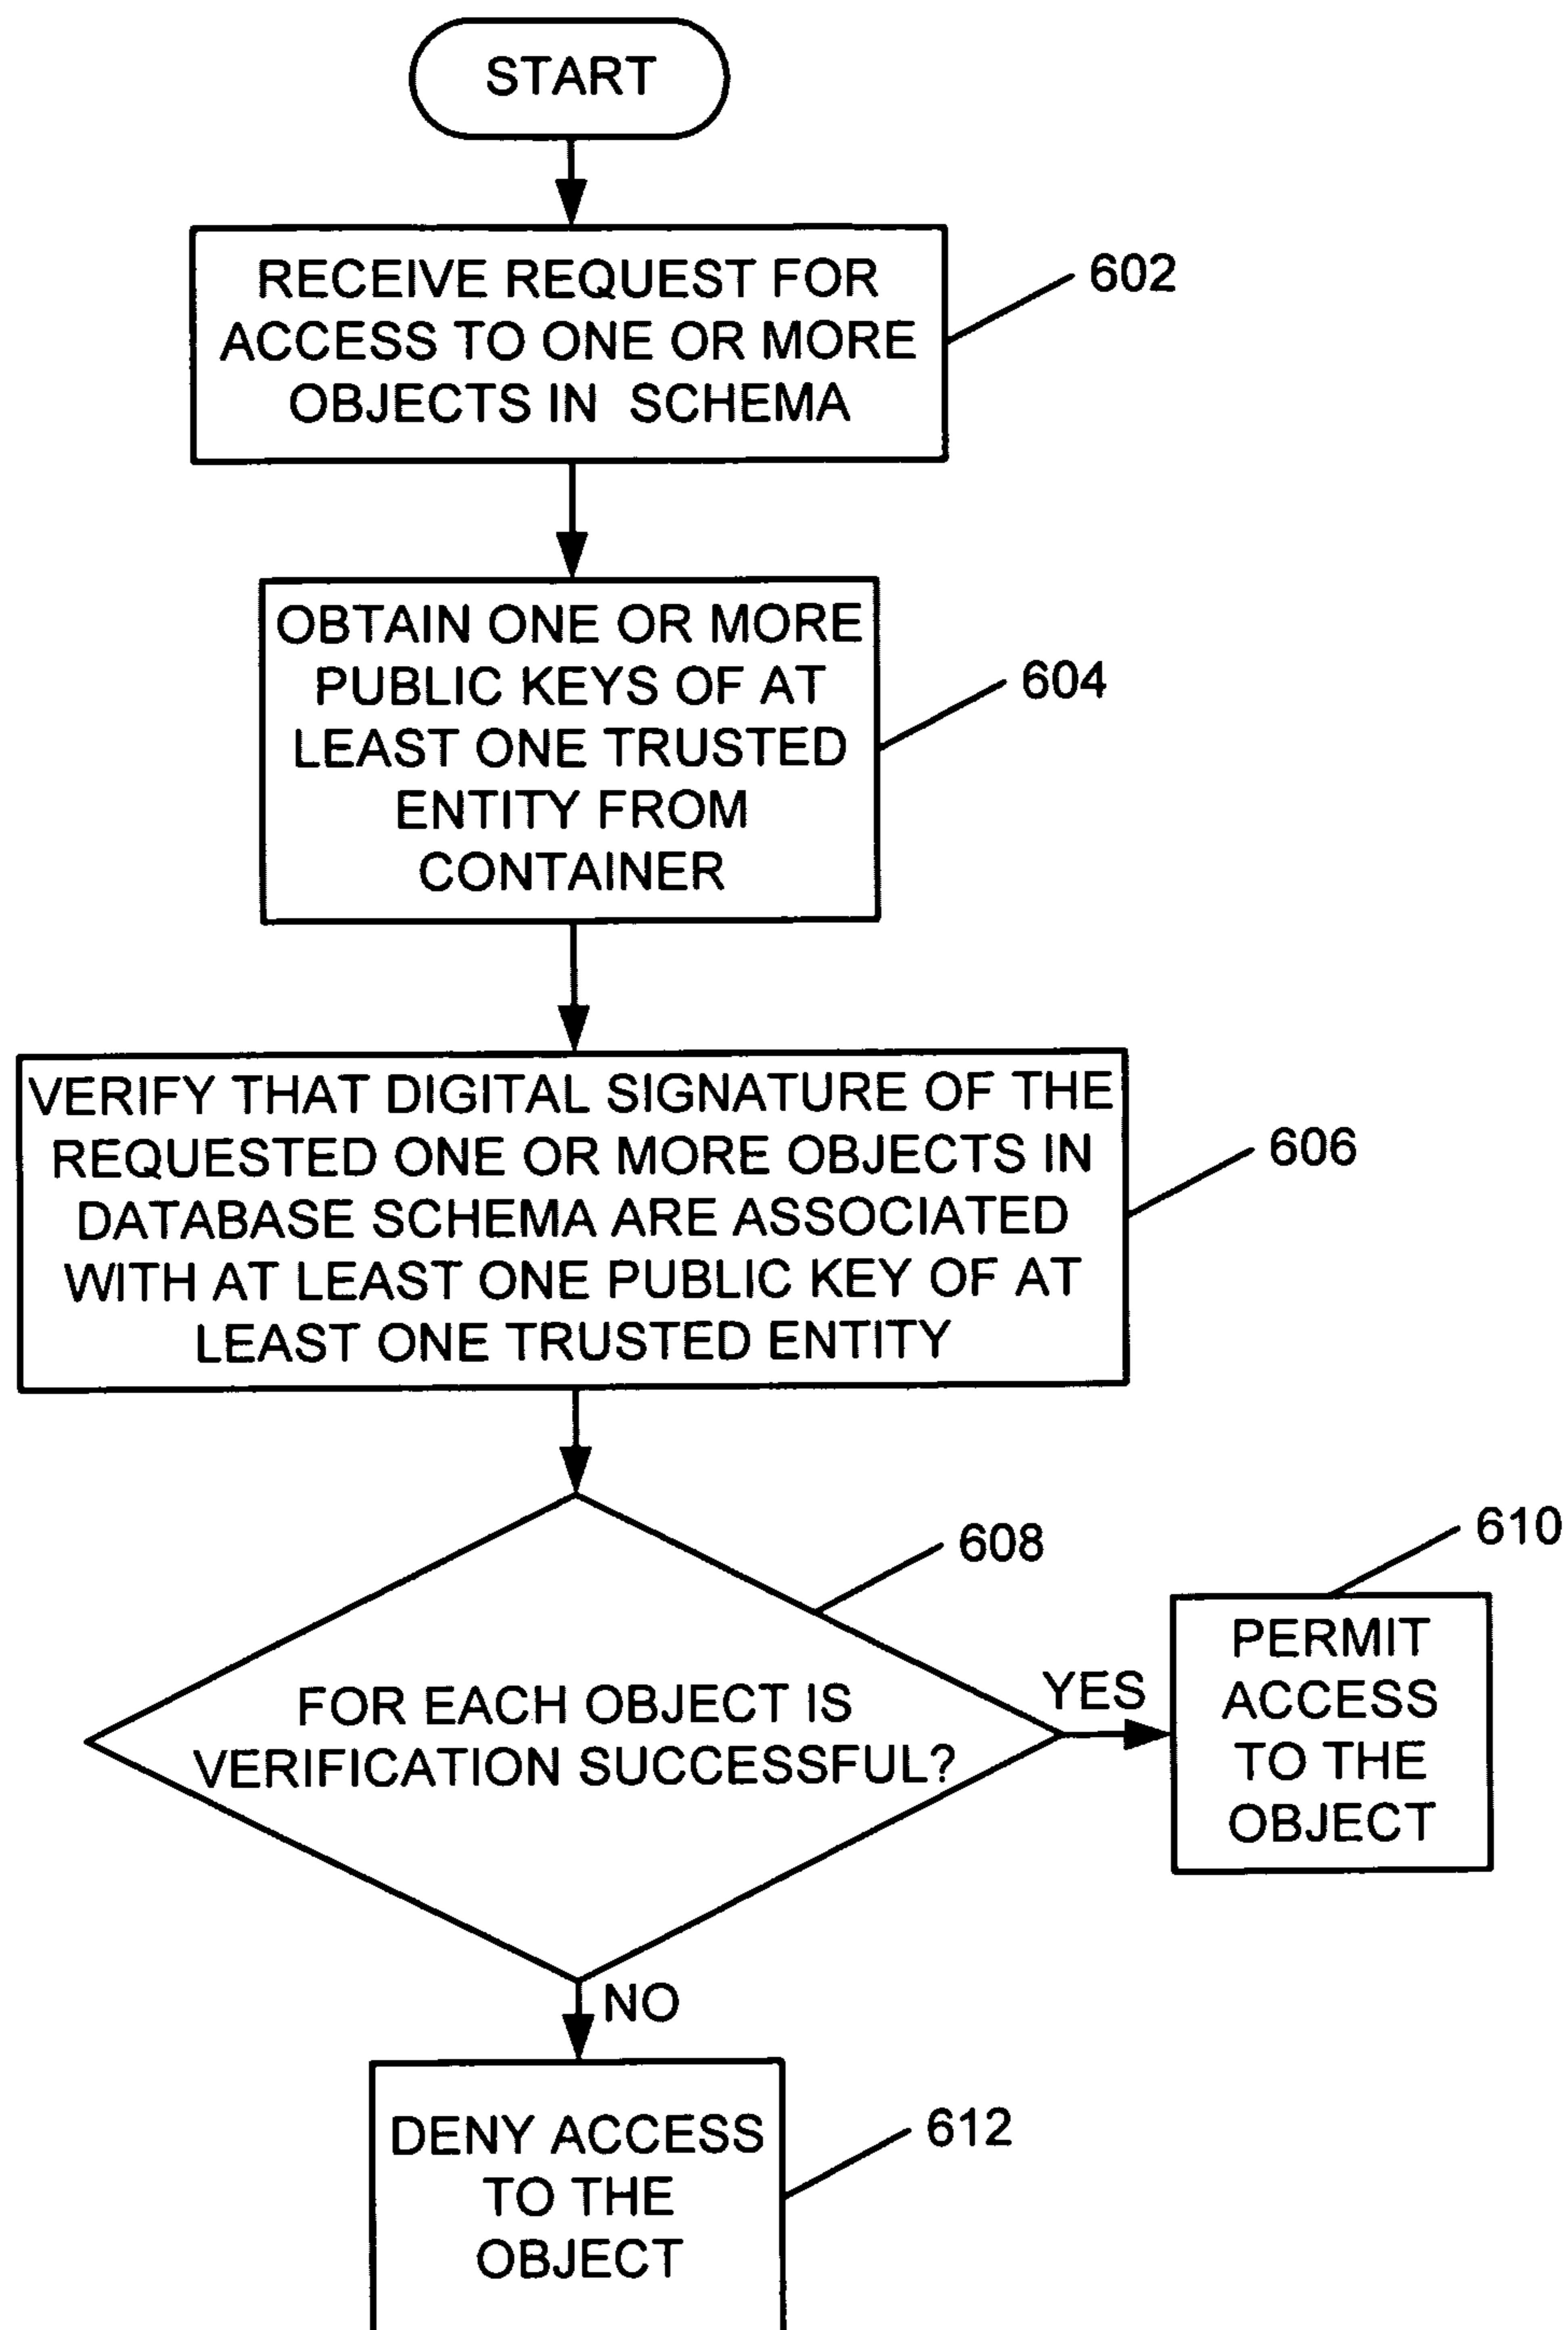 START
RECEIVE REQUEST FOR
ACCESS TO ONE OR MORE
OBJECTS IN SCHEMA
602
OBTAIN ONE OR MORE
PUBLIC KEYS OF AT
LEAST ONE TRUSTED
ENTITY FROM
CONTAINER
604
VERIFY THAT DIGITAL SIGNATURE OF THE
REQUESTED ONE OR MORE OBJECTS IN
DATABASE SCHEMA ARE ASSOCIATED
WITH AT LEAST ONE PUBLIC KEY OF AT
LEAST ONE TRUSTED ENTITY
606
FOR EACH OBJECT IS
VERIFICATION SUCCESSFUL?
608
YES
PERMIT
ACCESS
TO THE
OBJECT
610
NO
DENY ACCESS
TO THE
OBJECT
612